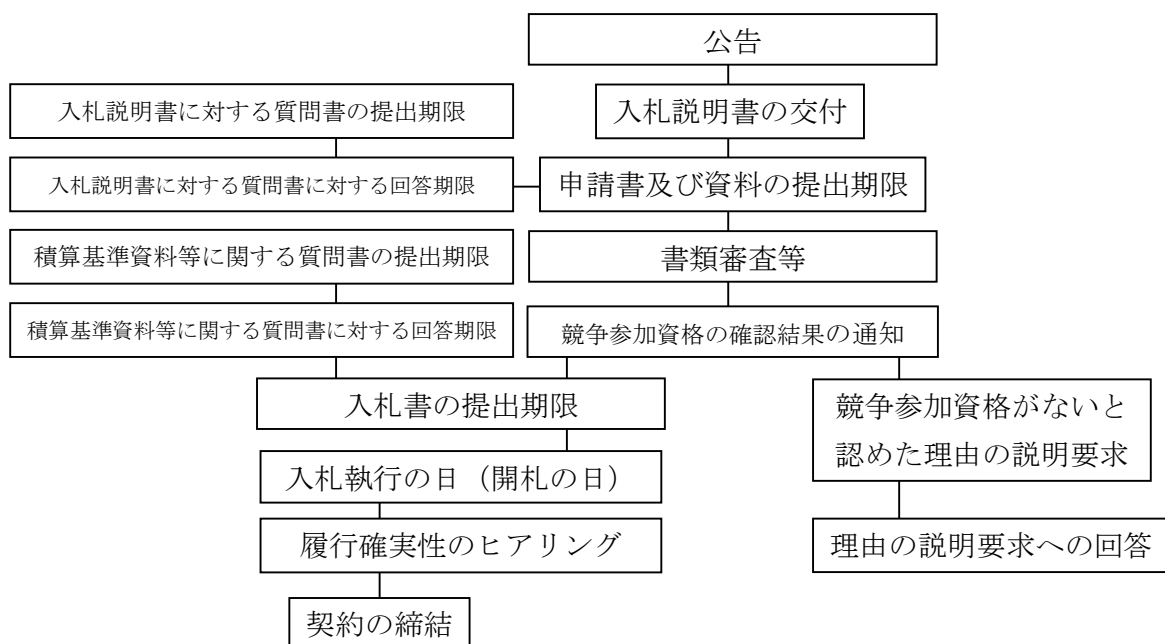 公告
入札説明書に対する質問書の提出期限
入札説明書の交付
入札説明書に対する質問書に対する回答期限
申請書及び資料の提出期限
積算基準資料等に関する質問書の提出期限
書類審査等
積算基準資料等に関する質問書に対する回答期限
競争参加資格の確認結果の通知
入札書の提出期限
競争参加資格がないと
認めた理由の説明要求
入札執行の日（開札の日）
履行確実性のヒアリング
理由の説明要求への回答
契約の締結